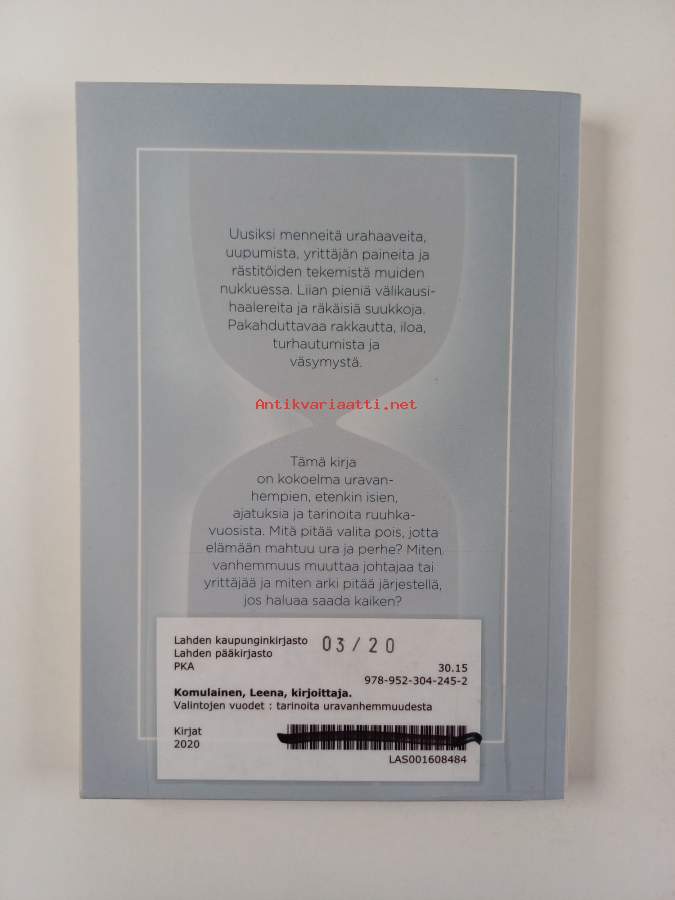 Uusiksi menneitä urahaaveita,
uupumista, yrittäjän paineita ja
rästitöiden tekemistä muiden
nukkuessa. Liian pieniä välikausi-
haalereita ja räkäisiä suukkoja.
Pakahduttavaa rakkautta, iloa,
turhautumista ja
väsymystä.
Antikvariaatti.net
Tämä kirja
on kokoelma uravan-
hempien, etenkin isien,
ajatuksia ja tarinoita ruuhka-
vuosista. Mitä pitää valita pois, jotta
elämään mahtuu ura ja perhe? Miten
vanhemmuus muuttaa johtajaa tai
yrittäjää ja miten arki pitää järjestellä,
jos haluaa saada kaiken?
Lahden kaupunginkirjasto 03/20
Lahden pääkirjasto
PKA 30.15
978-952-304-245-2
Komulainen, Leena, kirjoittaja.
Valintojen vuodet : tarinoita uravanhemmuudesta
Kirjat
2020
LAS001608484